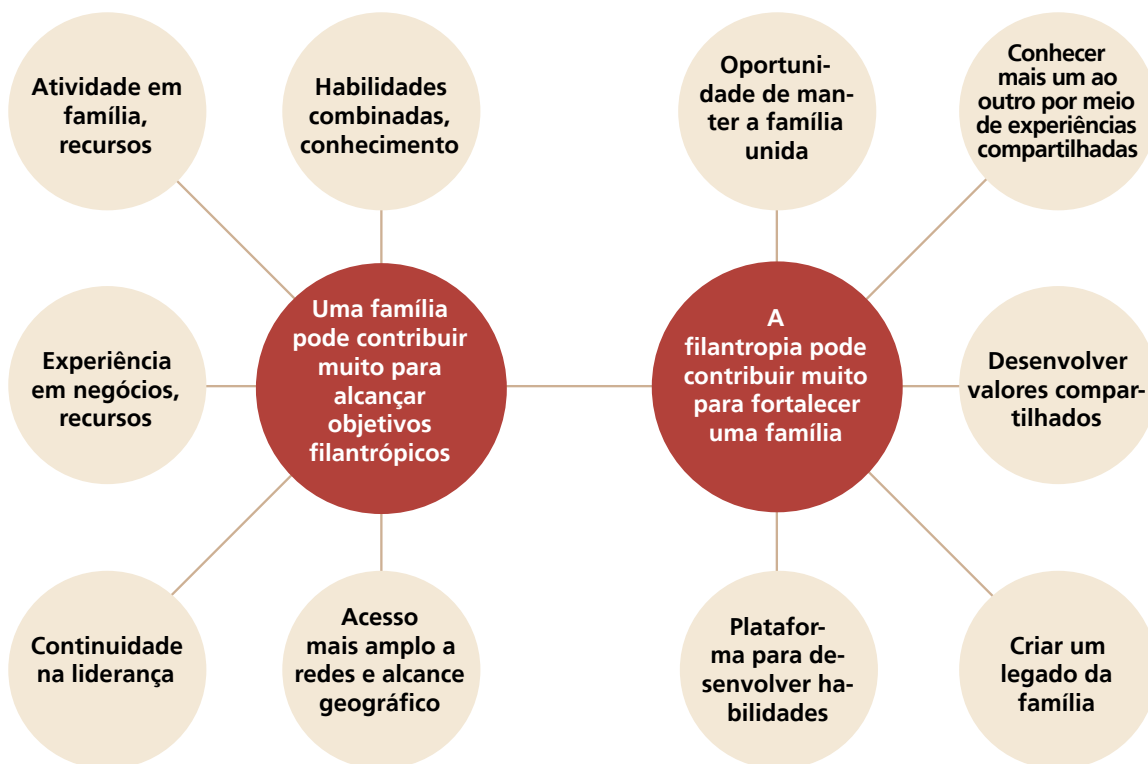 Atividade em
família,
recursos
Habilidades
combinadas,
conhecimento
Oportuni-
dade de man-
ter a família
unida
Conhecer
mais um ao
outro por meio
de experiências
compartilhadas
Uma família
pode contribuir
muito para
alcançar
objetivos
filantrópicos
A
filantropia pode
contribuir muito
para fortalecer
uma família
Experiência
em negócios,
recursos
Desenvolver
valores compar-
tilhados
Continuidade
na liderança
Acesso
mais amplo a
redes e alcance
geográfico
Platafor-
ma para de-
senvolver ha-
bilidades
Criar um
legado da
família